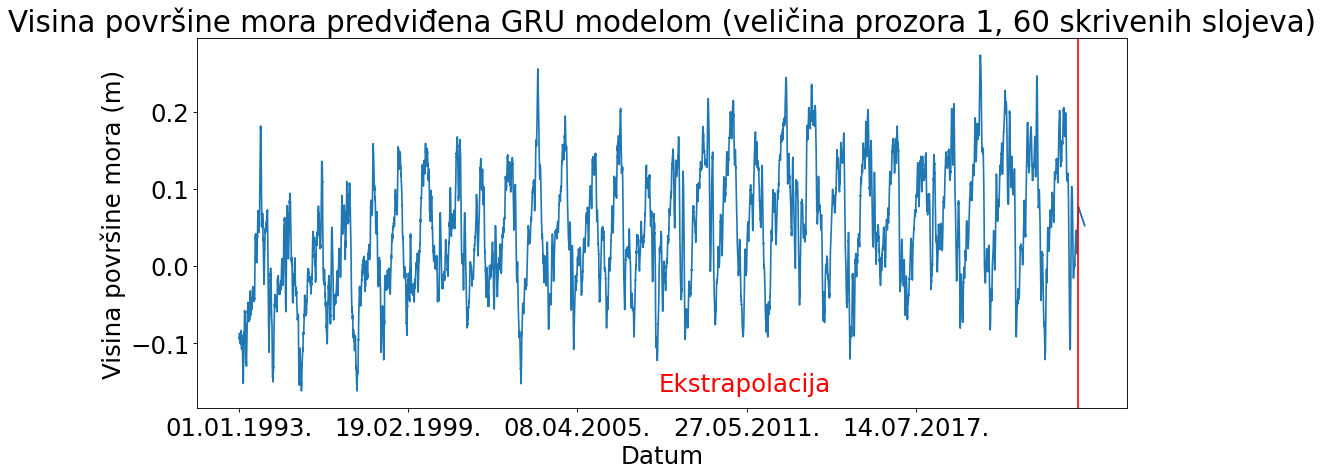 Visina površine mora predviđena GRU modelom (veličina prozora 1, 60 skrivenih slojeva)
Visina površine mora (m)
0.2
0.1
0.0
−0.1
Ekstrapolacija
01.01.1993. 19.02.1999. 08.04.2005. 27.05.2011. 14.07.2017.
Datum